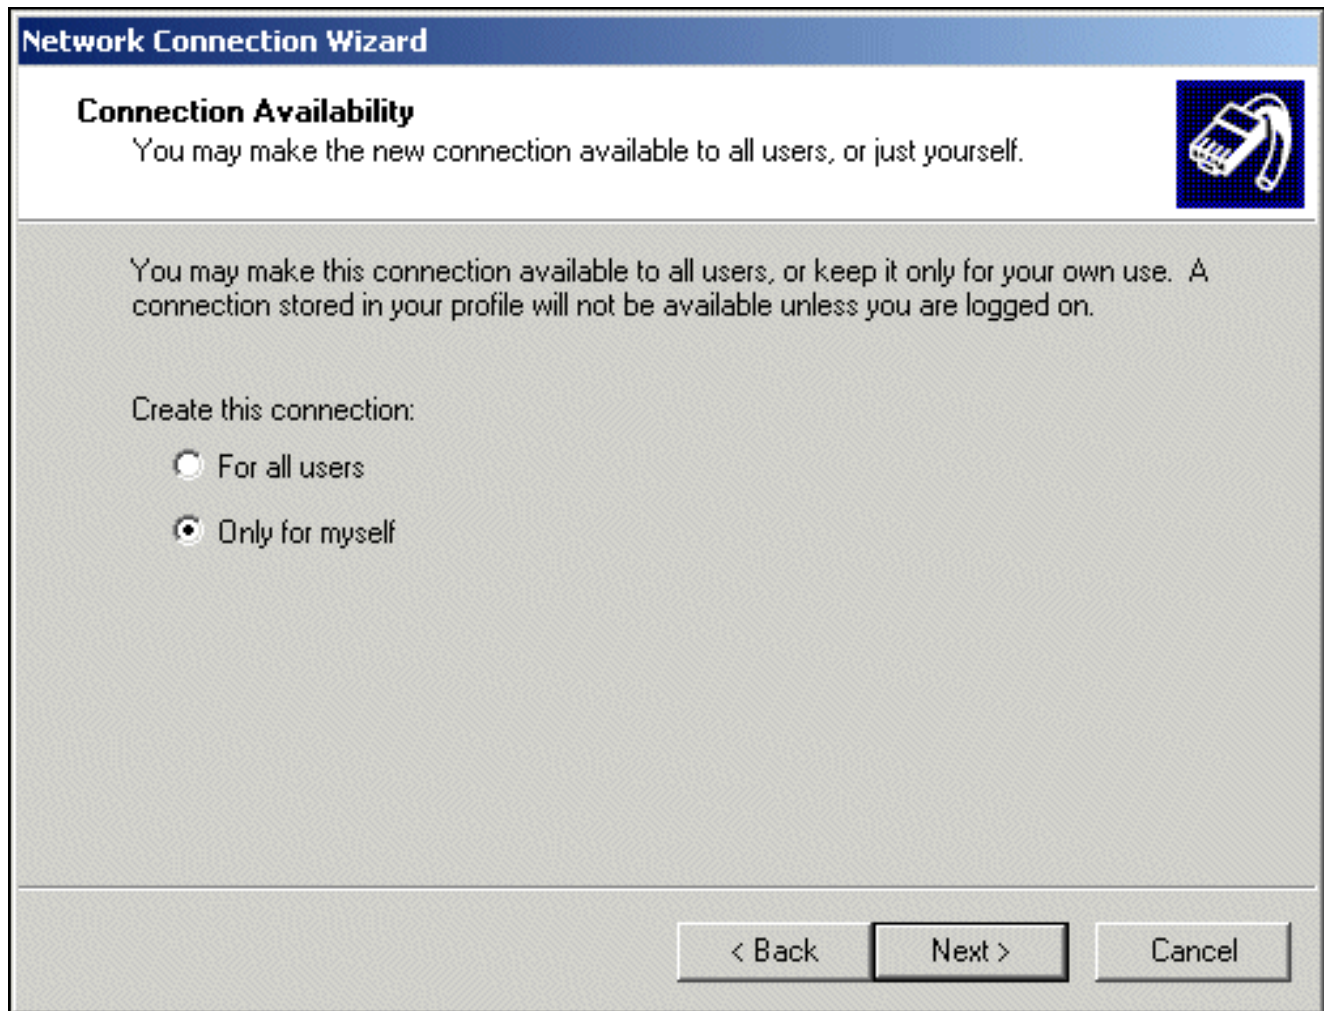 Network Connection Wizard
Connection Availability
You may make the new connection available to all users, or just yourself.
You may make this connection available to all users, or keep it only for your own use.  A
connection stored in your profile will not be available unless you are logged on.
Create this connection:
For all users
Only for myself
< Back
Next >
Cancel